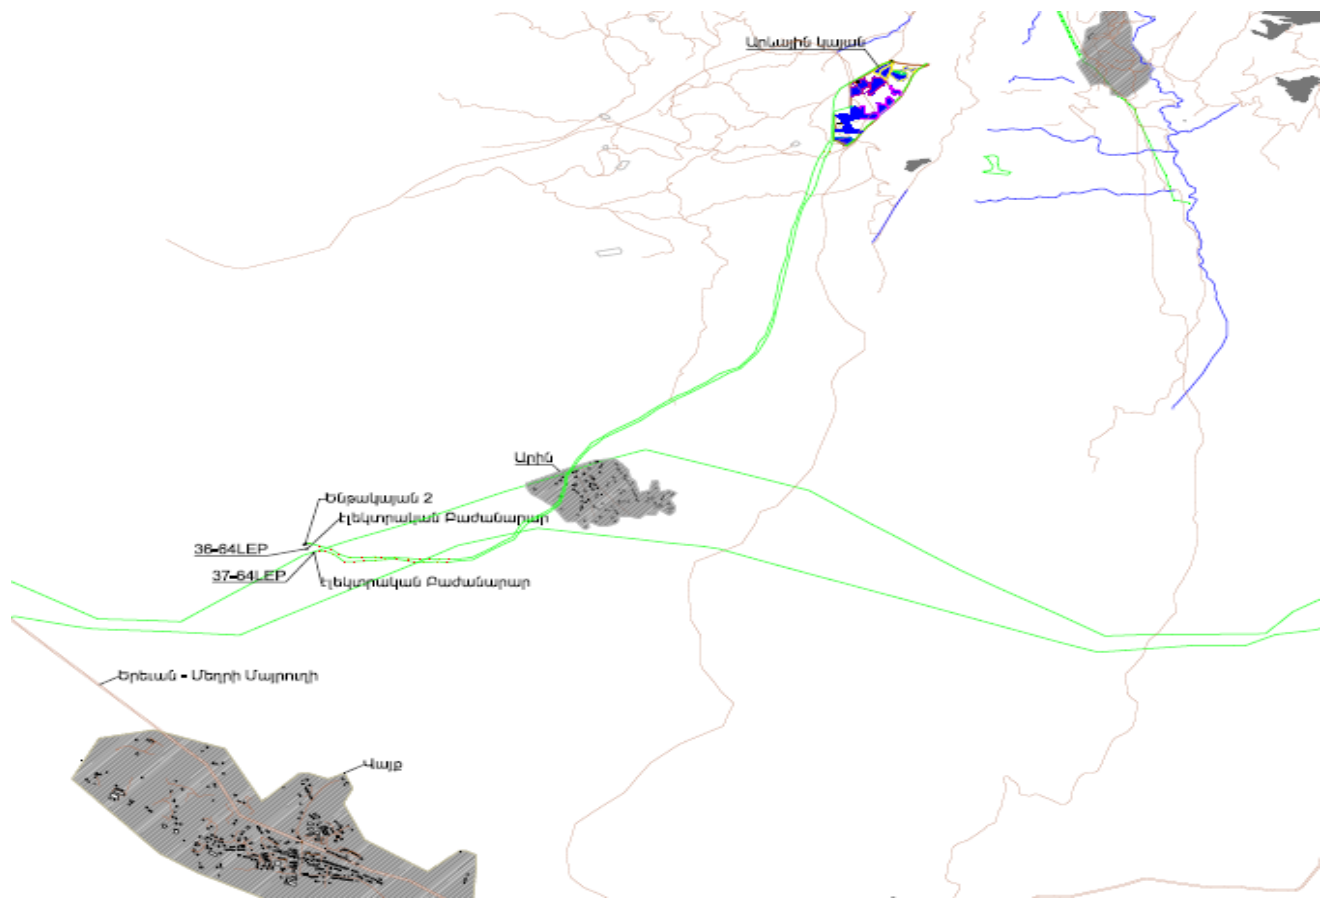 Արևային կայան
Արին
Ենթակայան 2
Էլեկտրական Բաժանարար
36-64LEP
37-64LEP
Էլեկտրական Բաժանարար
Երեւան - Մեղրի Մայրուղի
Վայք